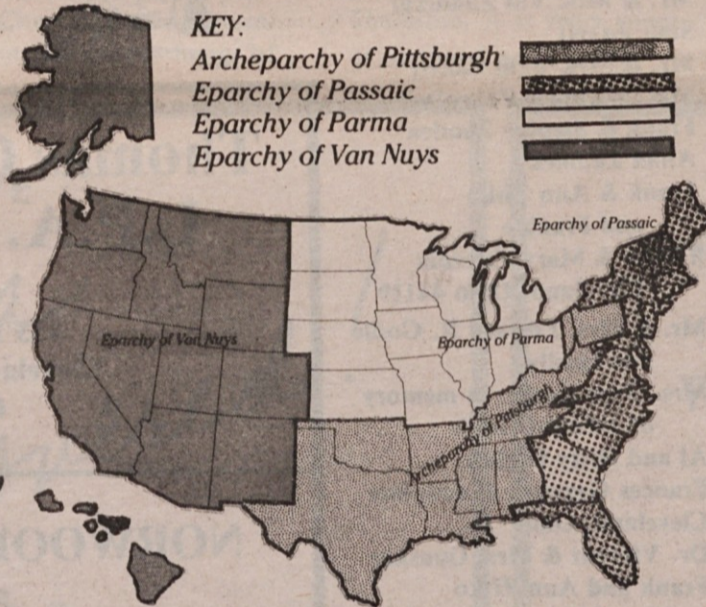 KEY:
Archeparchy of Pittsburgh
Eparchy of Passaic
Eparchy of Parma
Eparchy of Van Nuys
Eparchy of Passaic
Eparchy of Van Nuys
Eparchy of Parma
Archeparchy of Pittsburgh